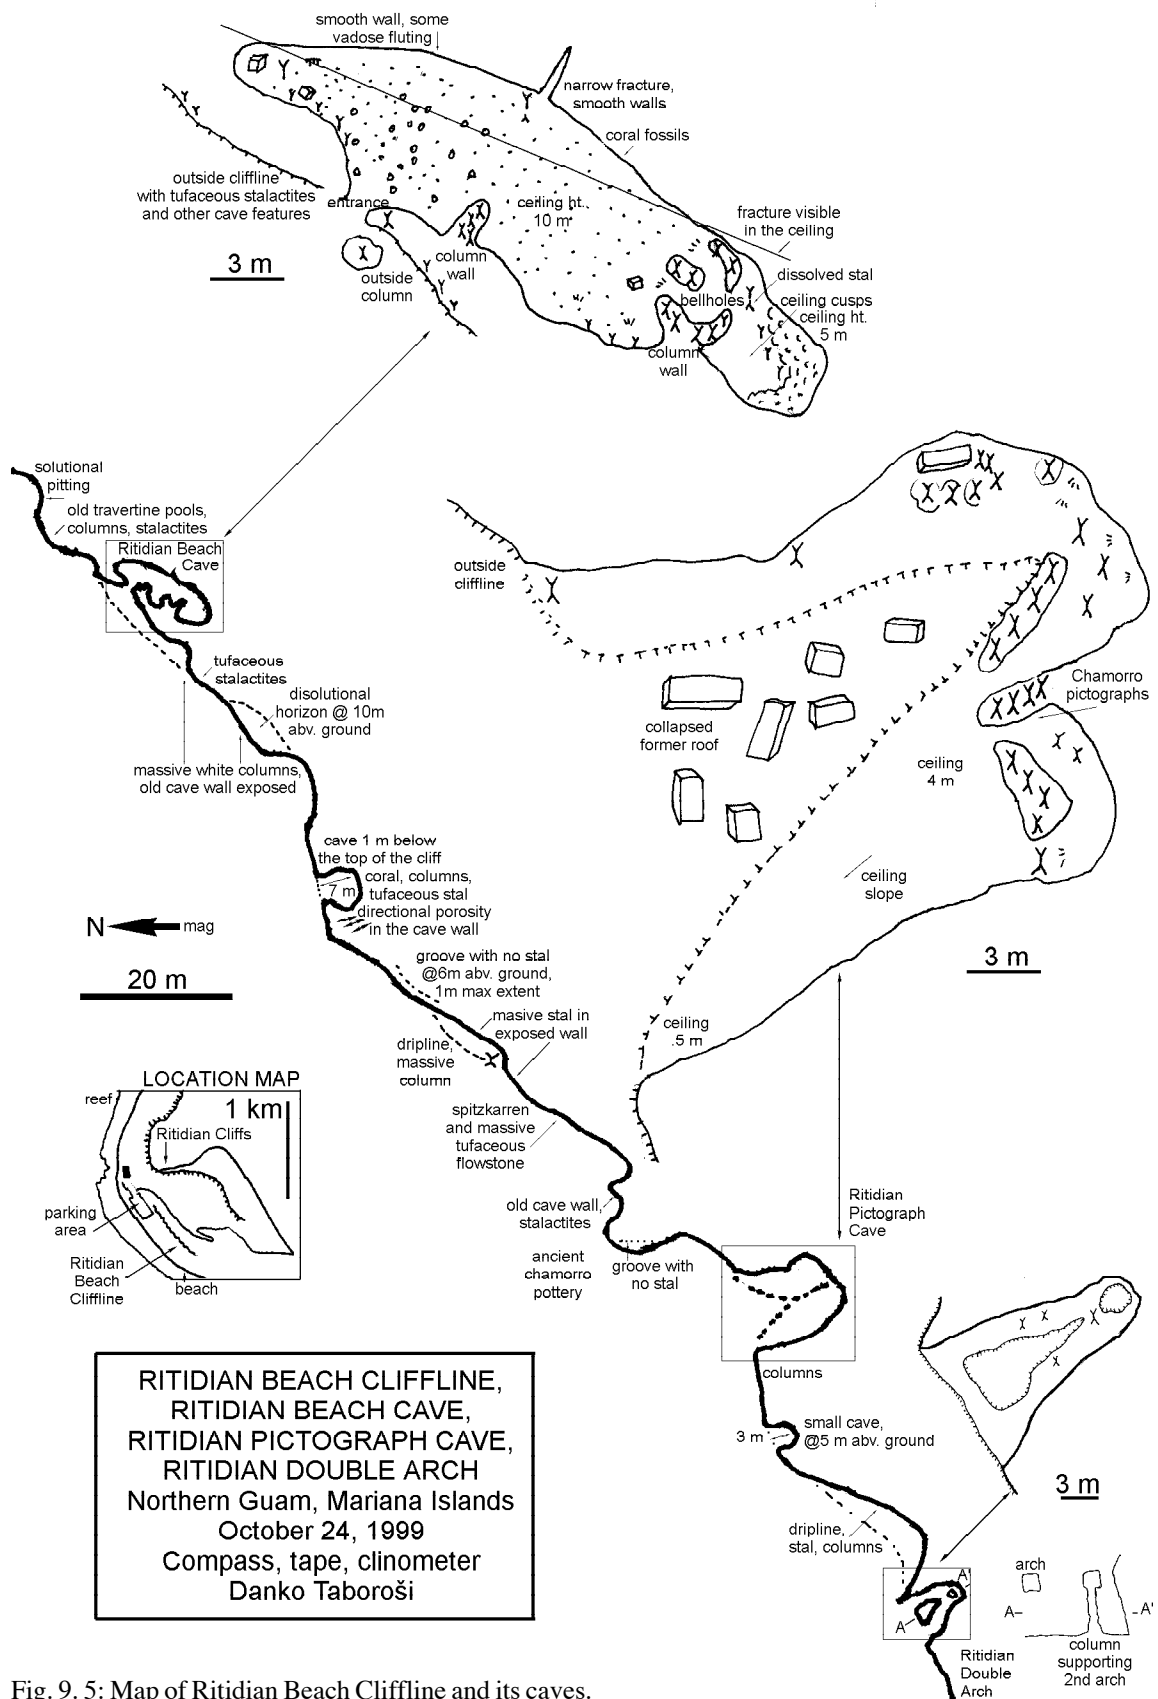 smooth wall, some
vadose fluting
narrow fracture,
smooth walls
coral fossils
outside cliffline
with tufaceous stalactites
and other cave features
entrance
ceiling ht.
10 m
fracture visible
in the ceiling
3 m
outside
column
column
wall
dissolved stal
bellholes
ceiling cusps
ceiling ht.
5 m
column
wall
solutional
pitting
old travertine pools,
columns, stalactites
Ritidian Beach
Cave
outside
cliffline
tufaceous
stalactites
disolutional
horizon @ 10m
abv. ground
massive white columns,
old cave wall exposed
Chamorro
pictographs
collapsed
former roof
ceiling
4 m
ceiling
slope
cave 1 m below
the top of the cliff
coral, columns,
tufaceous stal
7 m
directional porosity
in the cave wall
N
mag
20 m
3 m
groove with no stal
@6m abv. ground,
1m max extent
masive stal in
exposed wall
ceiling
.5 m
dripline,
massive
column
spitzkarren
and massive
tufaceous
flowstone
LOCATION MAP
reef
1 km
Ritidian Cliffs
parking
area
Ritidian
Beach
Cliffline
beach
old cave wall,
stalactites
ancient
chamorro
pottery
groove with
no stal
Ritidian
Pictograph
Cave
columns
3 m
small cave,
@5 m abv. ground
3 m
dripline,
stal, columns
A'
A
arch
A–
–A'
column
supporting
2nd arch
Ritidian
Double
Arch
RITIDIAN BEACH CLIFFLINE,
RITIDIAN BEACH CAVE,
RITIDIAN PICTOGRAPH CAVE,
RITIDIAN DOUBLE ARCH
Northern Guam, Mariana Islands
October 24, 1999
Compass, tape, clinometer
Danko Taboroši
Fig. 9. 5: Map of Ritidian Beach Cliffline and its caves.